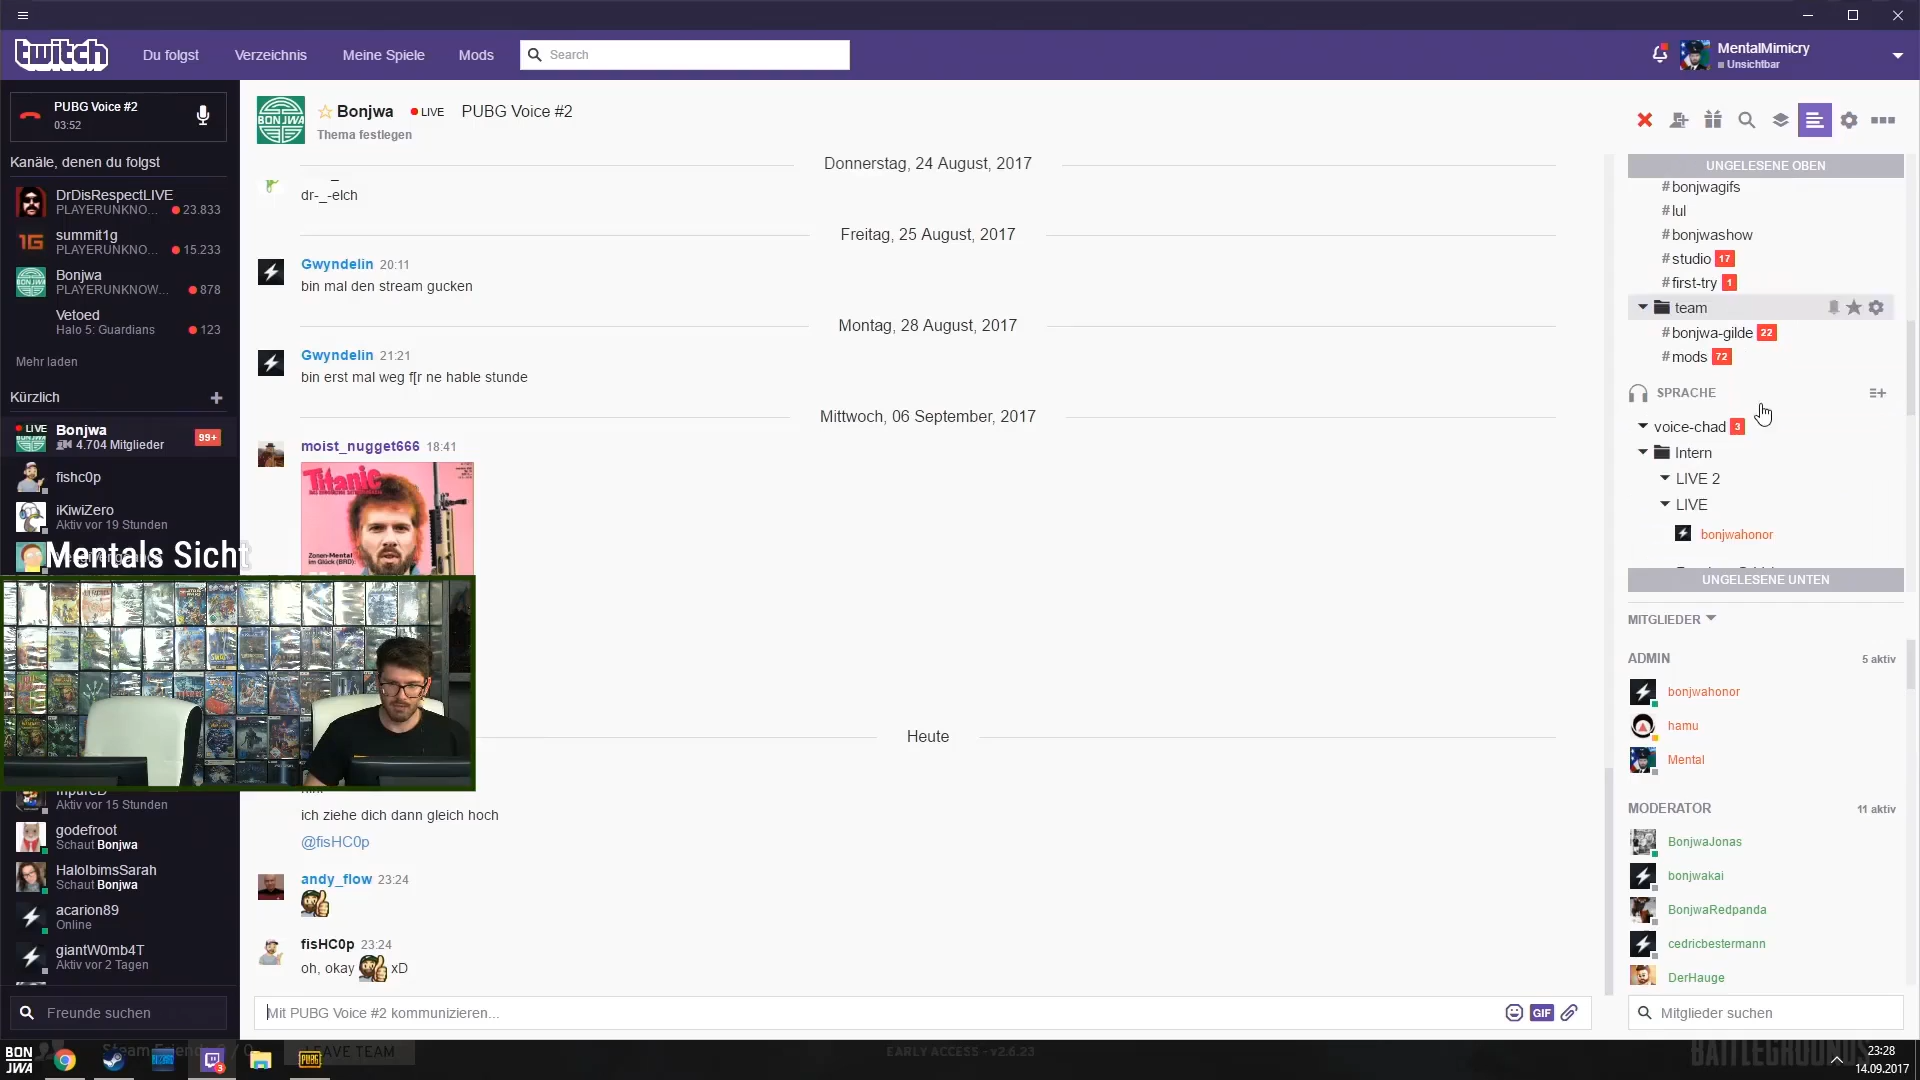 twitch
Du folgst
Verzeichnis
Meine Spiele
Mods
Search
MentalMimicry
Unsichtbar
PUBG Voice #2
03:52
Kanäle, denen du folgst
DrDisRespectLIVE
PLAYERUNKNO... 23.833
summit1g
PLAYERUNKNO... 15.233
Bonjwa
PLAYERUNKNOW... 878
Vetoed
Halo 5: Guardians 123
Mehr laden
Kürzlich
LIVE Bonjwa
4.704 Mitglieder 99+
fishc0p
iKiwiZero
Aktiv vor 19 Stunden
Mentals Sicht
Aktiv vor 15 Stunden
godefroot
Schaut Bonjwa
HaloIbimsSarah
Schaut Bonjwa
acarion89
Online
giantW0mb4T
Aktiv vor 2 Tagen
Freunde suchen
BONJWA
Bonjwa LIVE PUBG Voice #2
Thema festlegen
Donnerstag, 24 August, 2017
dr-_-elch
Freitag, 25 August, 2017
Gwyndelin 20:11
bin mal den stream gucken
Montag, 28 August, 2017
Gwyndelin 21:21
bin erst mal weg f[r ne hable stunde
Mittwoch, 06 September, 2017
moist_nugget666 18:41
Titanic
Zonen-Mental
im Glück (BRD):
Heute
ich ziehe dich dann gleich hoch
@fisHC0p
andy_flow 23:24
fisHC0p 23:24
oh, okay xD
Mit PUBG Voice #2 kommunizieren...
GIF
UNGELESENE OBEN
#bonjwagifs
#lul
#bonjwashow
#studio 17
#first-try 1
team
#bonjwa-gilde 22
#mods 72
SPRACHE
voice-chad 3
Intern
LIVE 2
LIVE
bonjwahonor
UNGELESENE UNTEN
MITGLIEDER
ADMIN 5 aktiv
bonjwahonor
hamu
Mental
MODERATOR 11 aktiv
BonjwaJonas
bonjwakai
BonjwaRedpanda
cedricbestermann
DerHauge
Mitglieder suchen
BON
JWA
LEAVE TEAM
EARLY ACCESS - v2.6.23
BATTLEGROUNDS
23:28
14.09.2017